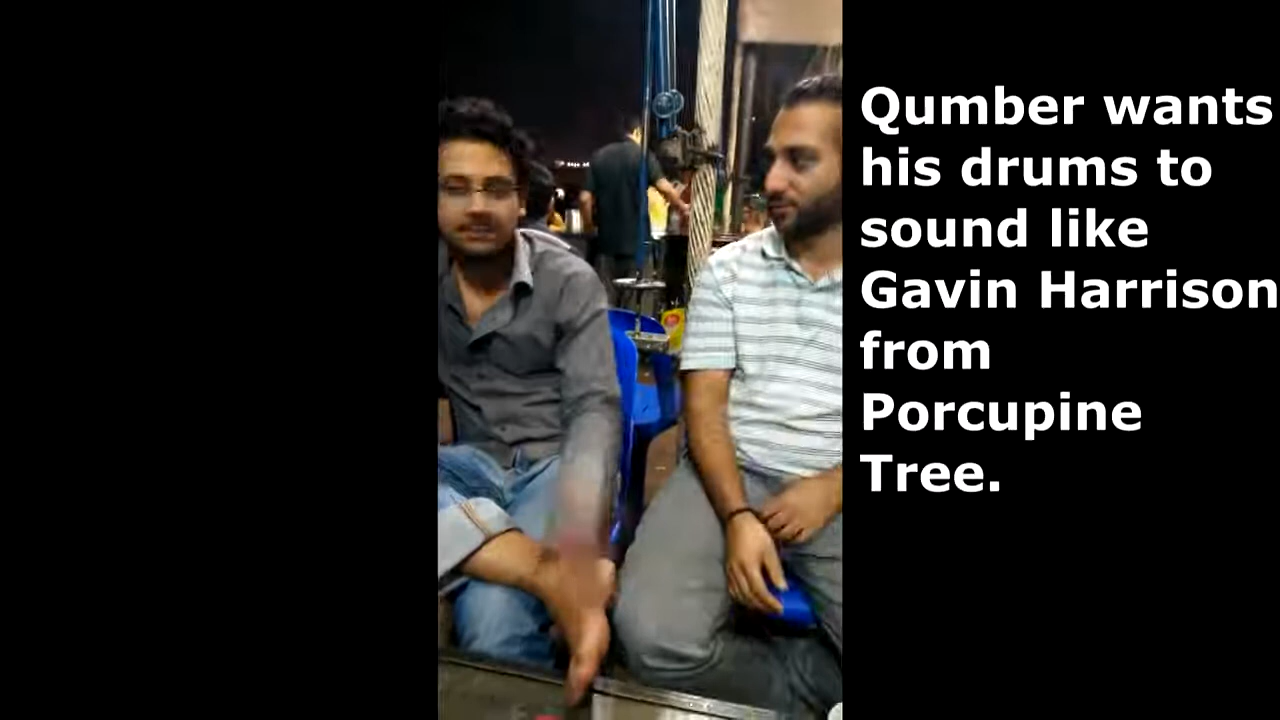 Qumber wants
his drums to
sound like
Gavin Harrison
from
Porcupine
Tree.